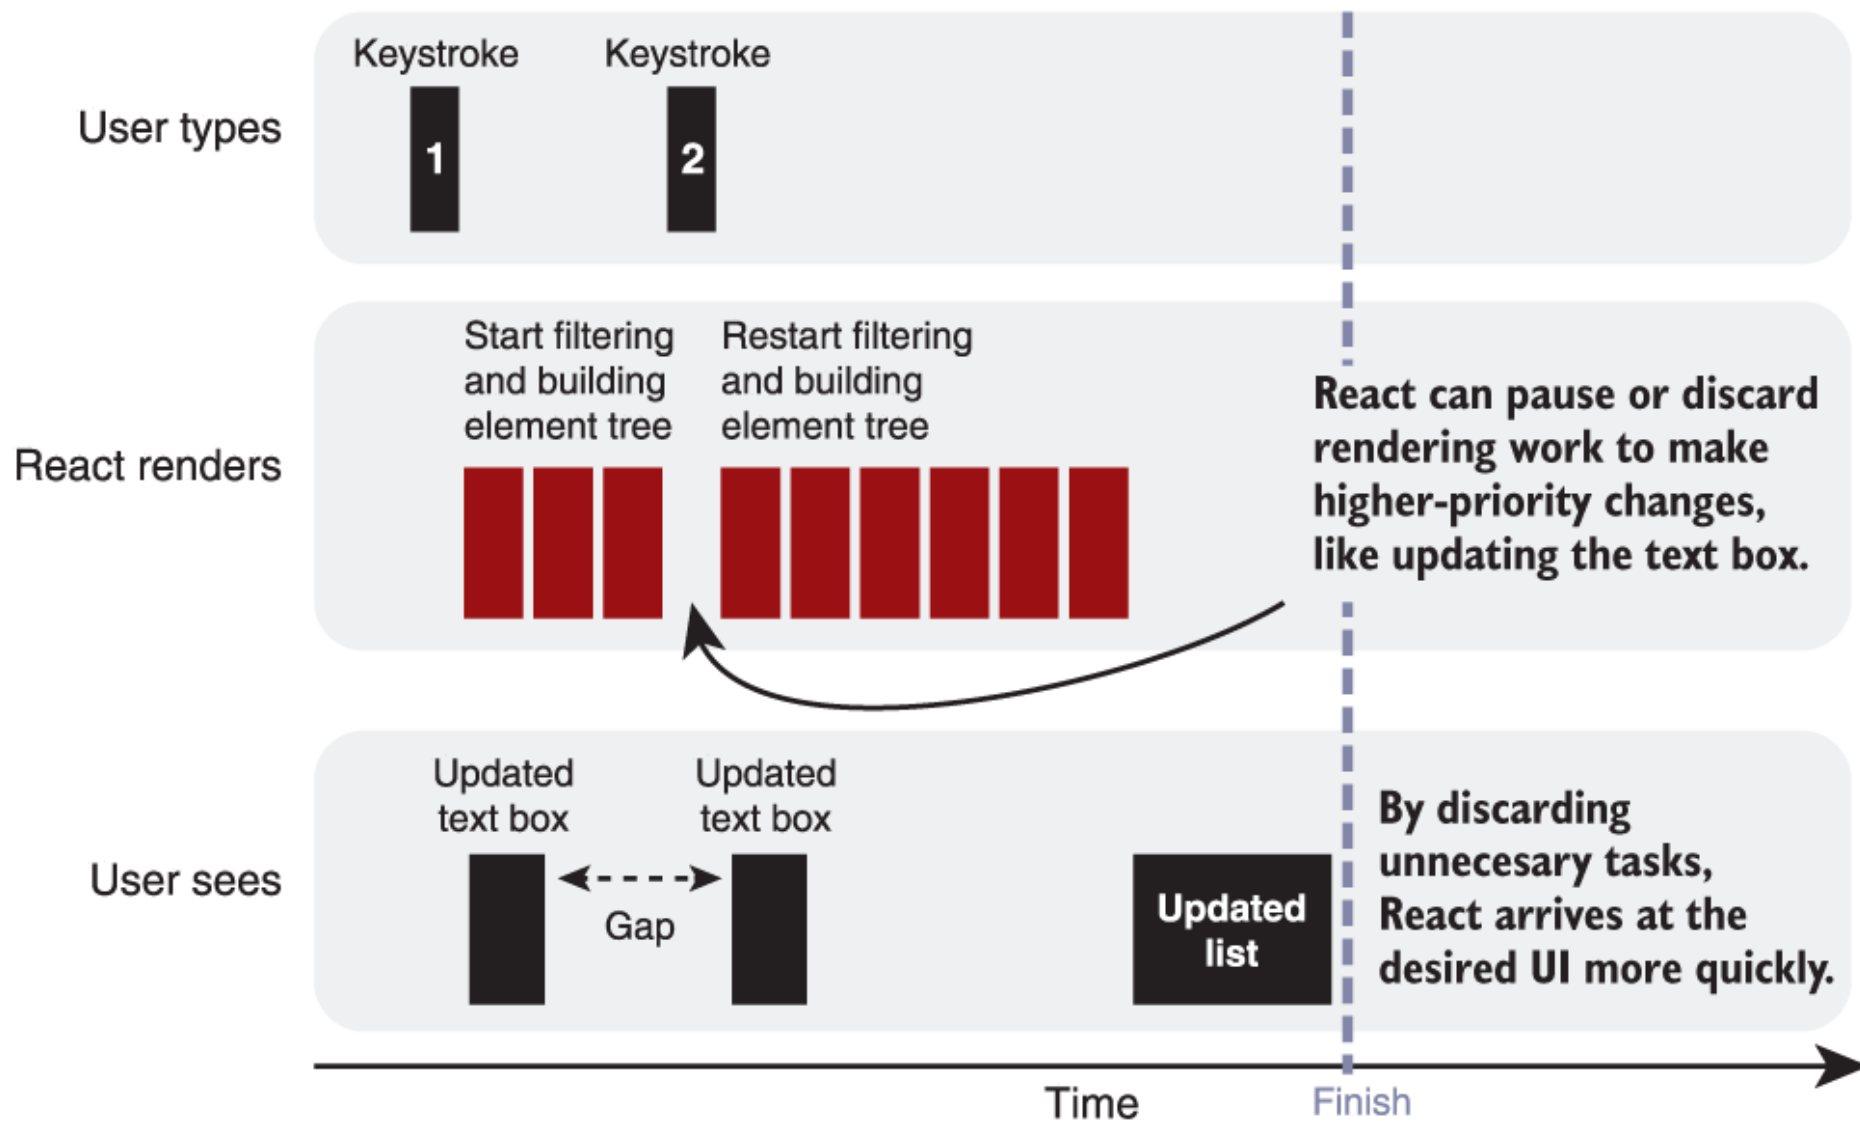 Keystroke
Keystroke
User types
1
2
Start filtering
and building
element tree
Restart filtering
and building
element tree
React renders
React can pause or discard
rendering work to make
higher-priority changes,
like updating the text box.
Updated
text box
Updated
text box
User sees
Gap
Updated
list
By discarding
unnecesary tasks,
React arrives at the
desired UI more quickly.
Time
Finish